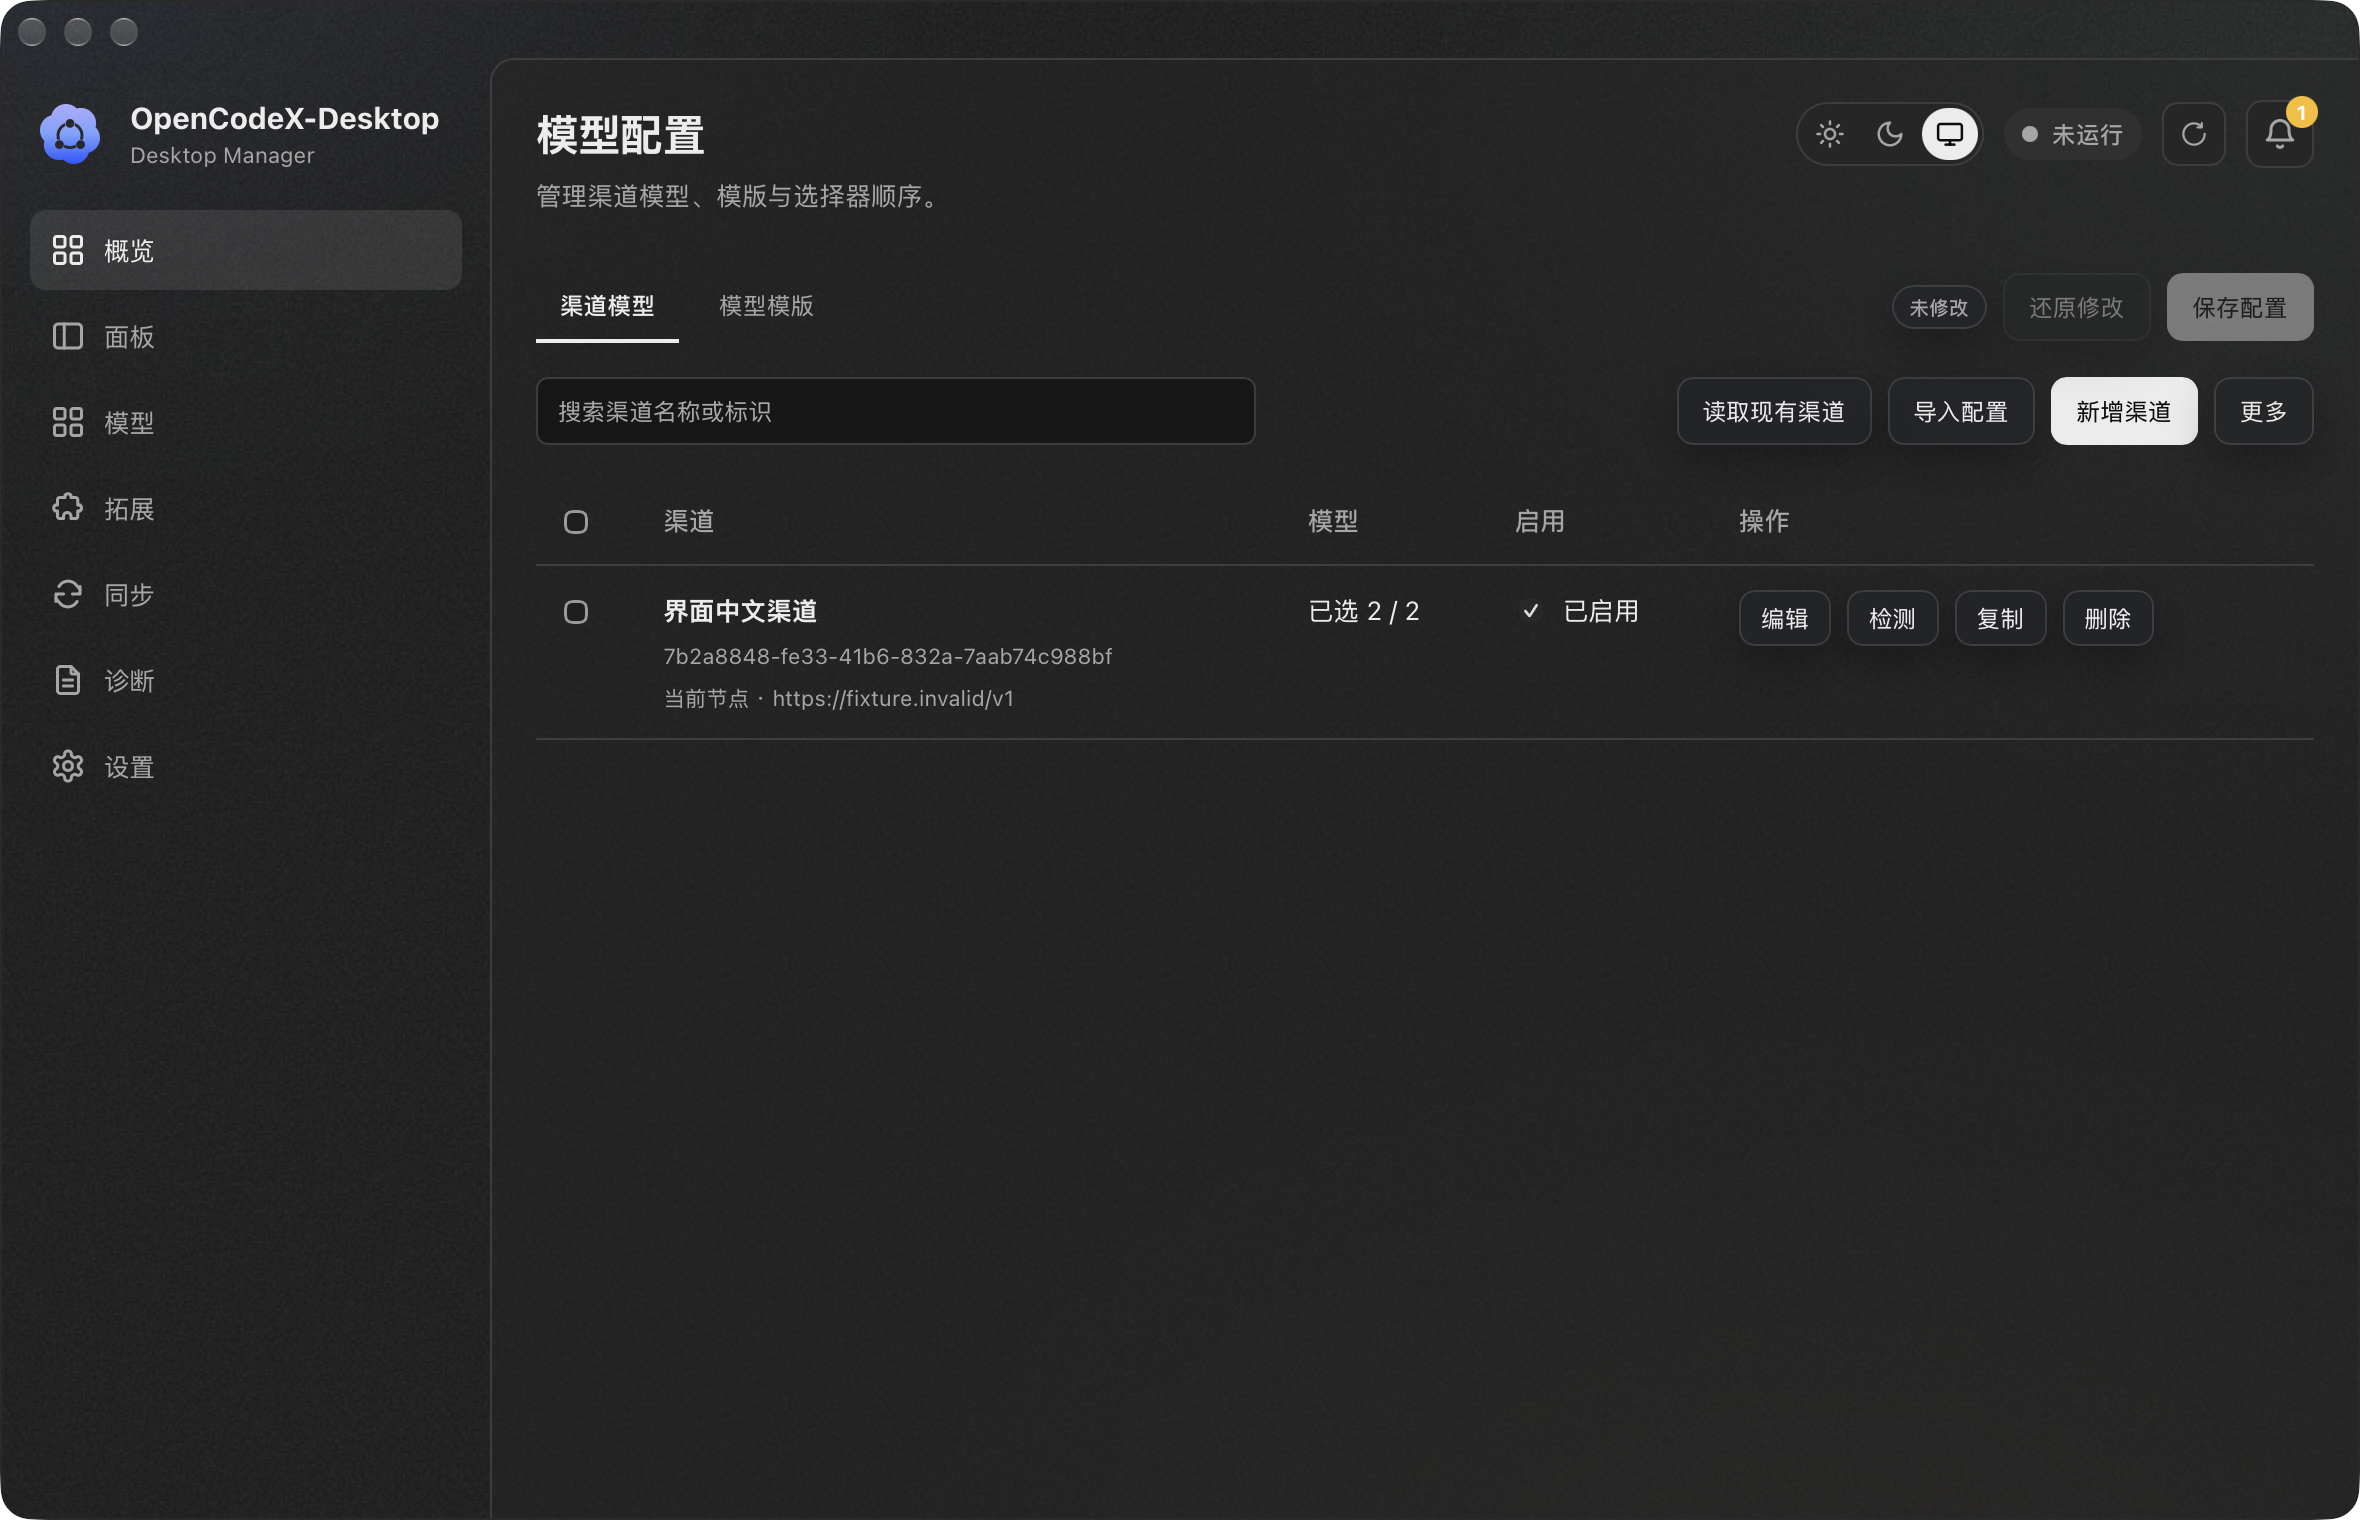 OpenCodeX-Desktop
Desktop Manager
概览
面板
模型
拓展
同步
诊断
设置
模型配置
管理渠道模型、模版与选择器顺序。
未运行
1
渠道模型
模型模版
未修改
还原修改
保存配置
搜索渠道名称或标识
读取现有渠道
导入配置
新增渠道
更多
渠道
模型
启用
操作
界面中文渠道
已选 2 / 2
已启用
编辑
检测
复制
删除
7b2a8848-fe33-41b6-832a-7aab74c988bf
当前节点 · https://fixture.invalid/v1